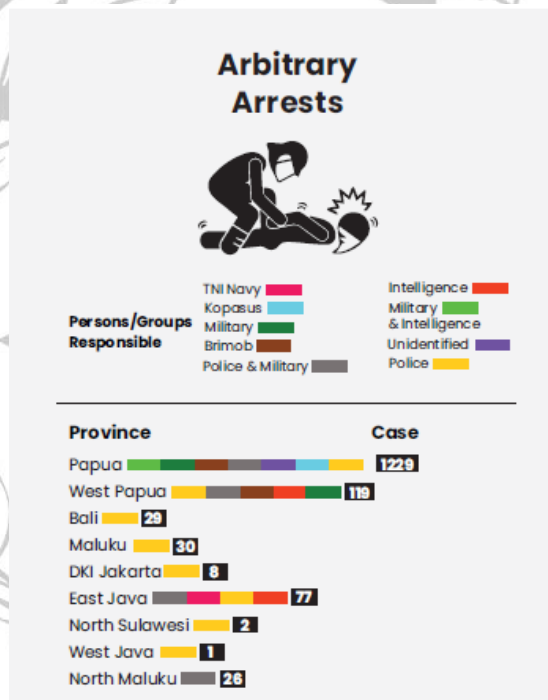 Arbitrary
Arrests
Persons/Groups
Responsible
TNI Navy
Kopasus
Military
Brimob
Police & Military
Intelligence
Military
& Intelligence
Unidentified
Police
Province Case
Papua 1229
West Papua 119
Bali 29
Maluku 30
DKI Jakarta 8
East Java 77
North Sulawesi 2
West Java 1
North Maluku 26